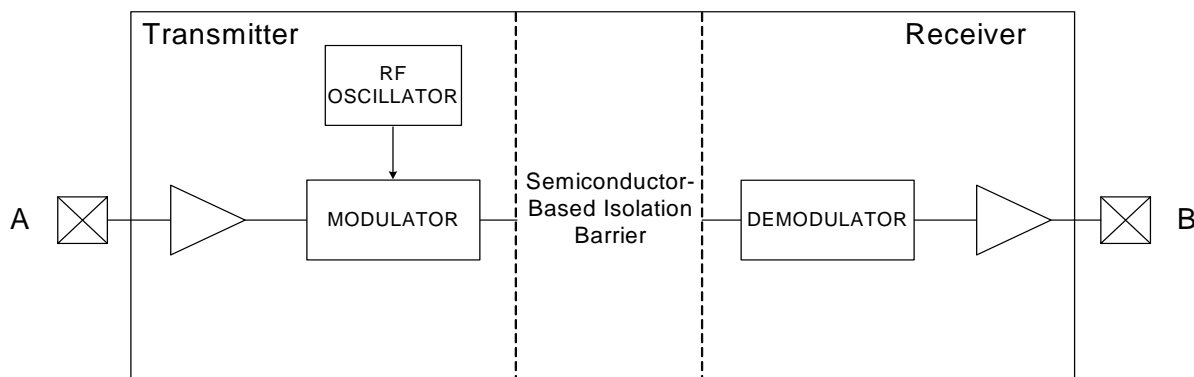 Transmitter
Receiver
RF
OSCILLATOR
A
MODULATOR
Semiconductor-
Based Isolation
Barrier
DEMODULATOR
B